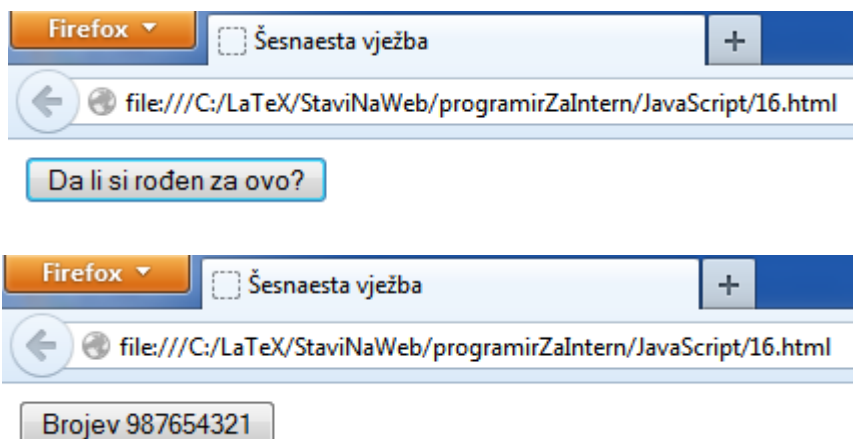 Firefox
Šesnaesta vježba
file:///C:/LaTeX/StaviNaWeb/programirZaIntern/JavaScript/16.html
Da li si rođen za ovo?
Firefox
Šesnaesta vježba
file:///C:/LaTeX/StaviNaWeb/programirZaIntern/JavaScript/16.html
Brojev 987654321